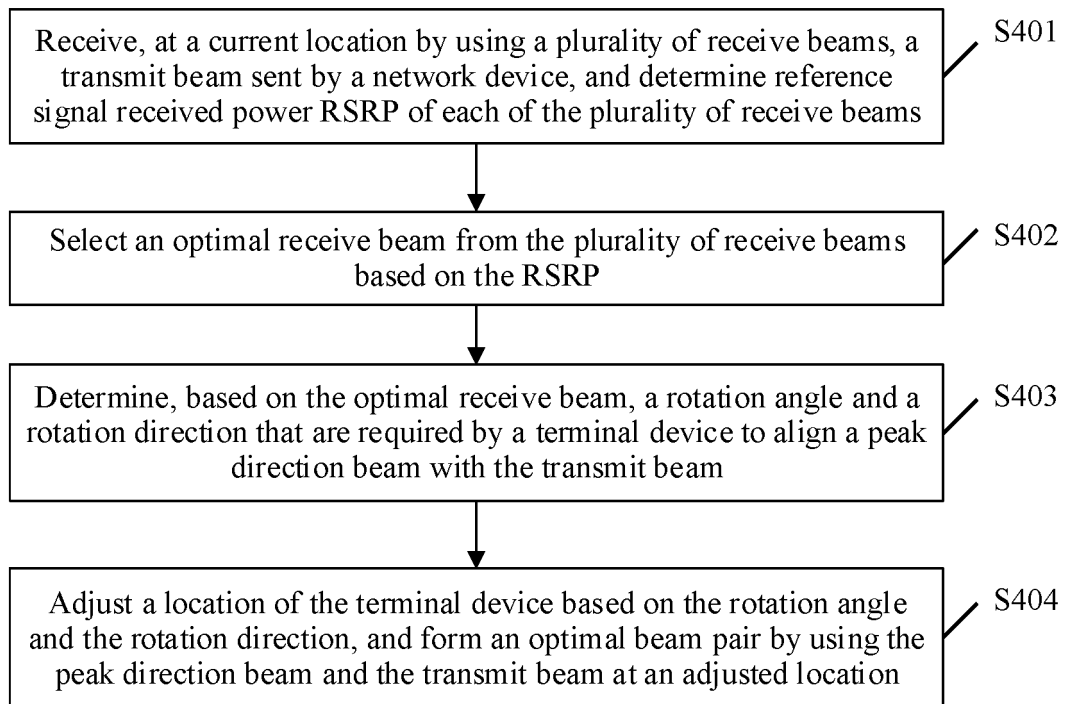 Receive, at a current location by using a plurality of receive beams, a
transmit beam sent by a network device, and determine reference
signal received power RSRP of each of the plurality of receive beams
S401
Select an optimal receive beam from the plurality of receive beams
based on the RSRP
S402
Determine, based on the optimal receive beam, a rotation angle and a
rotation direction that are required by a terminal device to align a peak
direction beam with the transmit beam
S403
Adjust a location of the terminal device based on the rotation angle
and the rotation direction, and form an optimal beam pair by using the
peak direction beam and the transmit beam at an adjusted location
S404